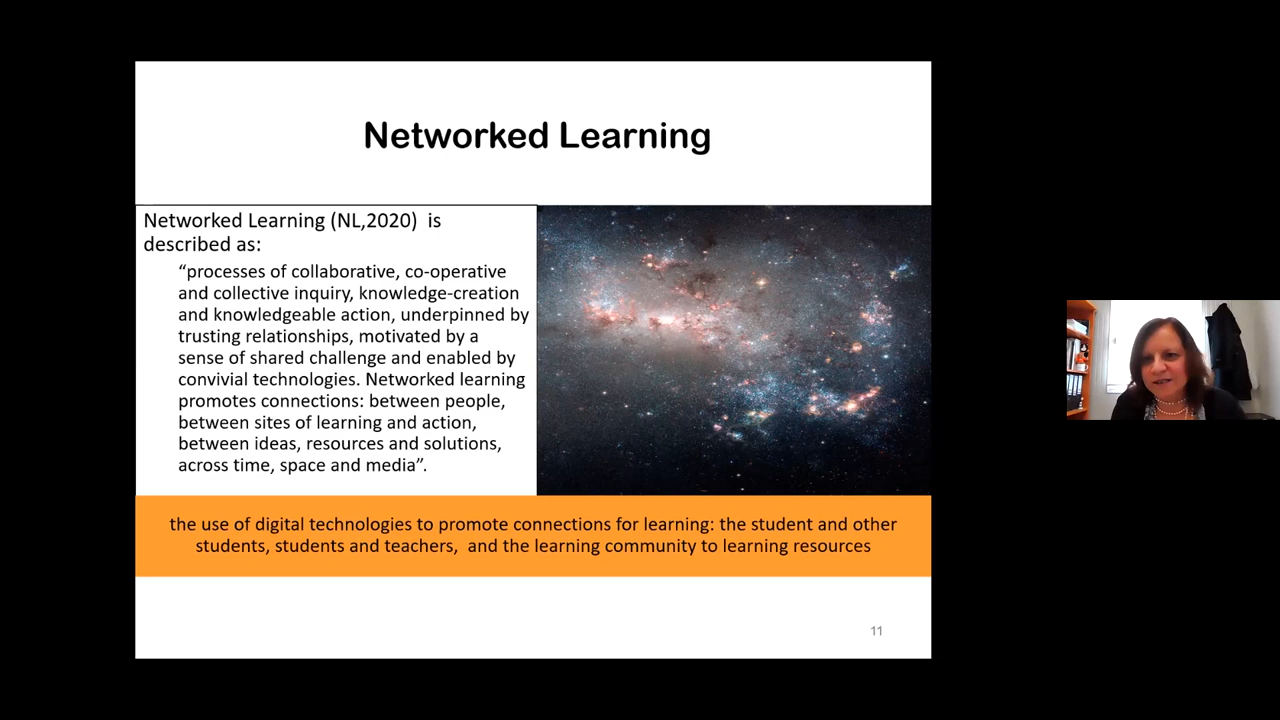 Networked Learning
Networked Learning (NL,2020)  is
described as:
“processes of collaborative, co-operative
and collective inquiry, knowledge-creation
and knowledgeable action, underpinned by
trusting relationships, motivated by a
sense of shared challenge and enabled by
convivial technologies. Networked learning
promotes connections: between people,
between sites of learning and action,
between ideas, resources and solutions,
across time, space and media”.
the use of digital technologies to promote connections for learning: the student and other
students, students and teachers,  and the learning community to learning resources
11